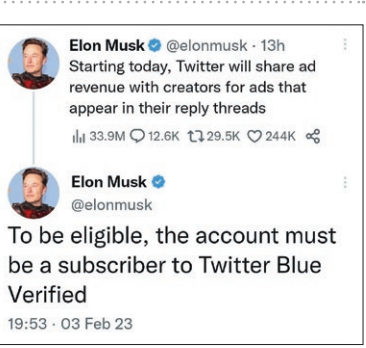 Elon Musk @elonmusk · 13h
Starting today, Twitter will share ad
revenue with creators for ads that
appear in their reply threads
33.9M 12.6K 29.5K 244K
Elon Musk
@elonmusk
To be eligible, the account must
be a subscriber to Twitter Blue
Verified
19:53 · 03 Feb 23